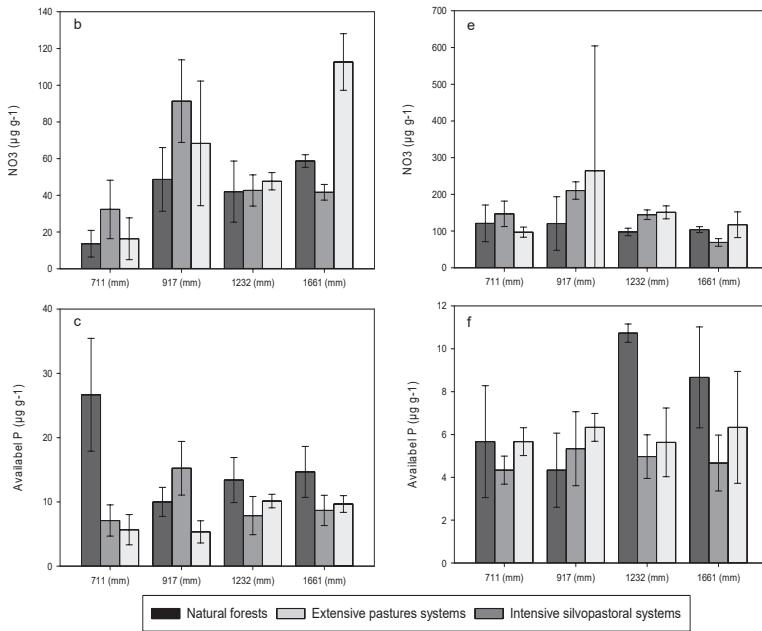 b
NO3 (µg g-1)
140
120
100
80
60
40
20
0
711 (mm) 917 (mm) 1232 (mm) 1661 (mm)
e
NO3 (µg g-1)
700
600
500
400
300
200
100
0
711 (mm) 917 (mm) 1232 (mm) 1661 (mm)
c
Availabel P (µg g-1)
40
30
20
10
0
711 (mm) 917 (mm) 1232 (mm) 1661 (mm)
f
Availabel P (µg g-1)
12
10
8
6
4
2
0
711 (mm) 917 (mm) 1232 (mm) 1661 (mm)
Natural forests Extensive pastures systems Intensive silvopastoral systems